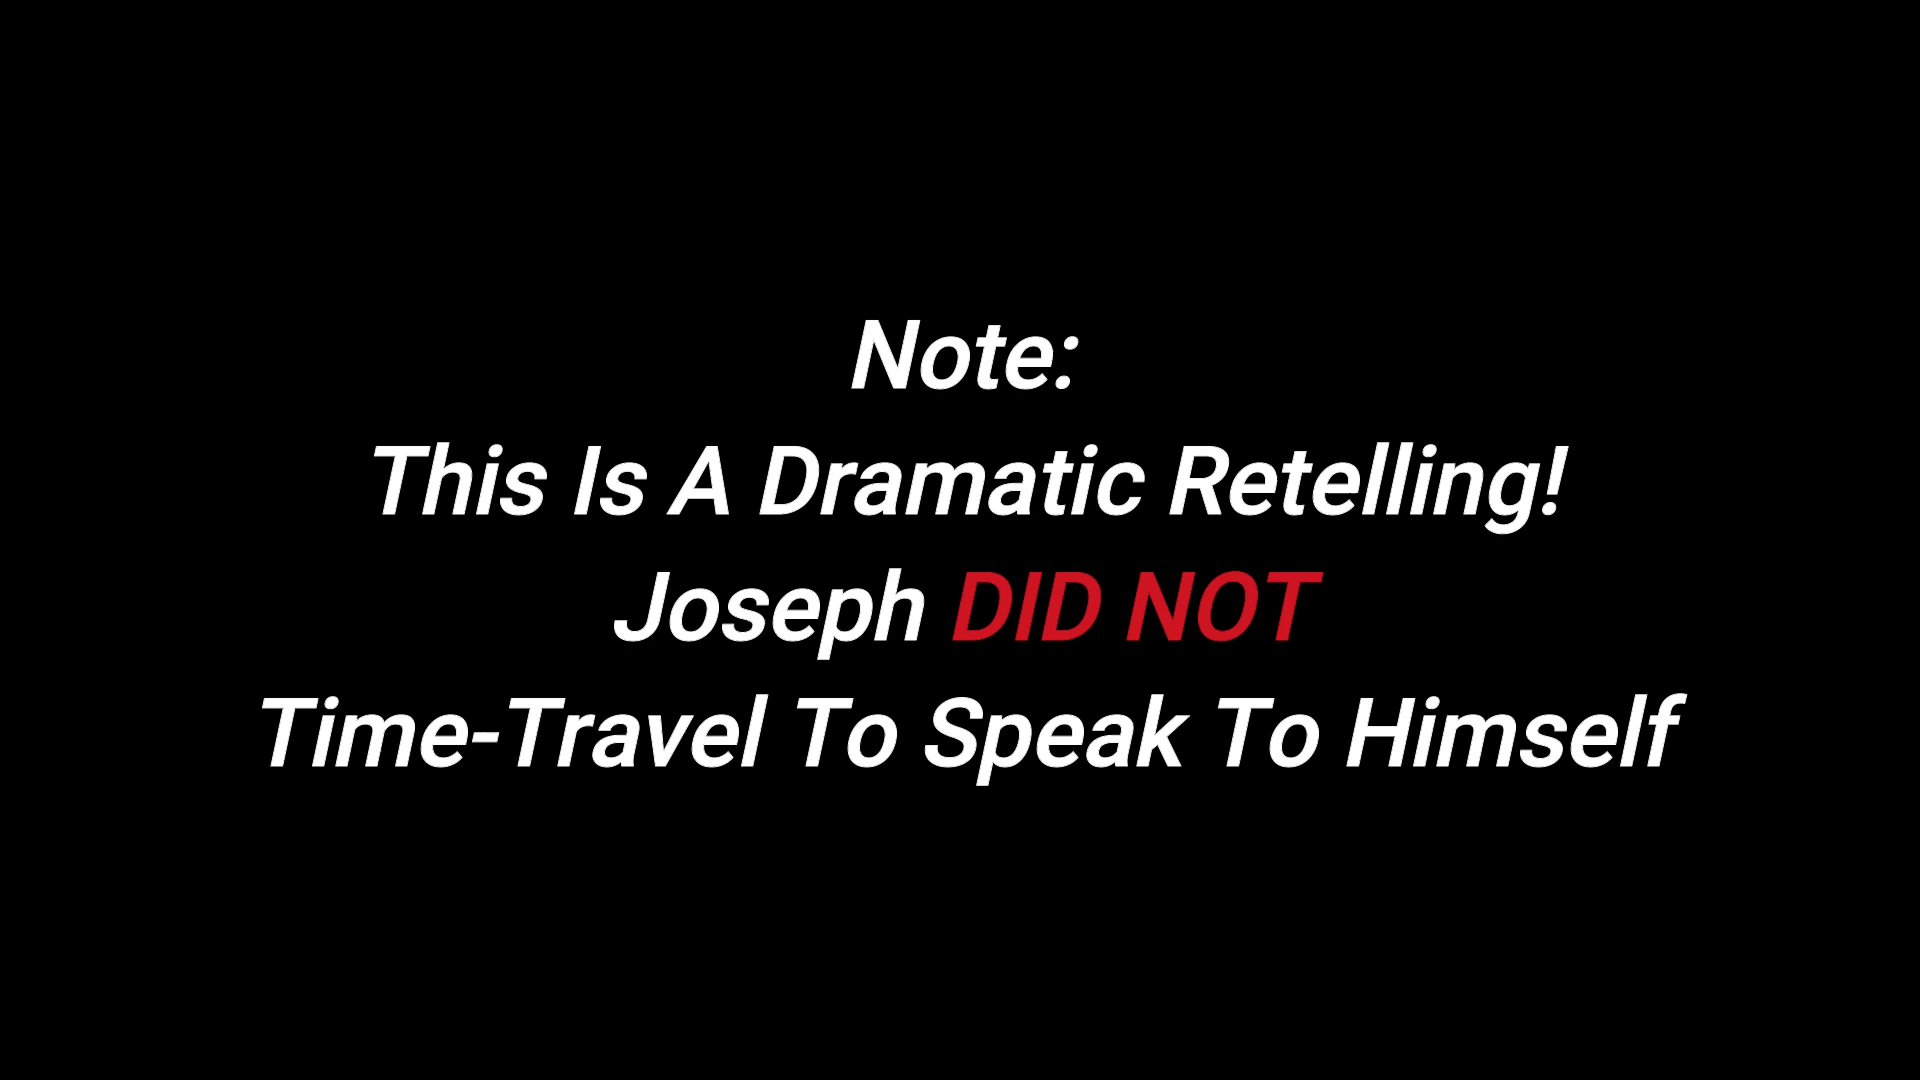 Note:
This Is A Dramatic Retelling!
Joseph DID NOT
Time-Travel To Speak To Himself